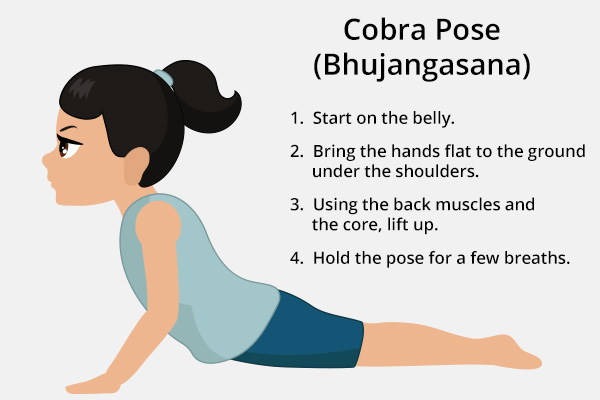 Cobra Pose
(Bhujangasana)
1. Start on the belly.
2. Bring the hands flat to the ground
under the shoulders.
3. Using the back muscles and
the core, lift up.
4. Hold the pose for a few breaths.